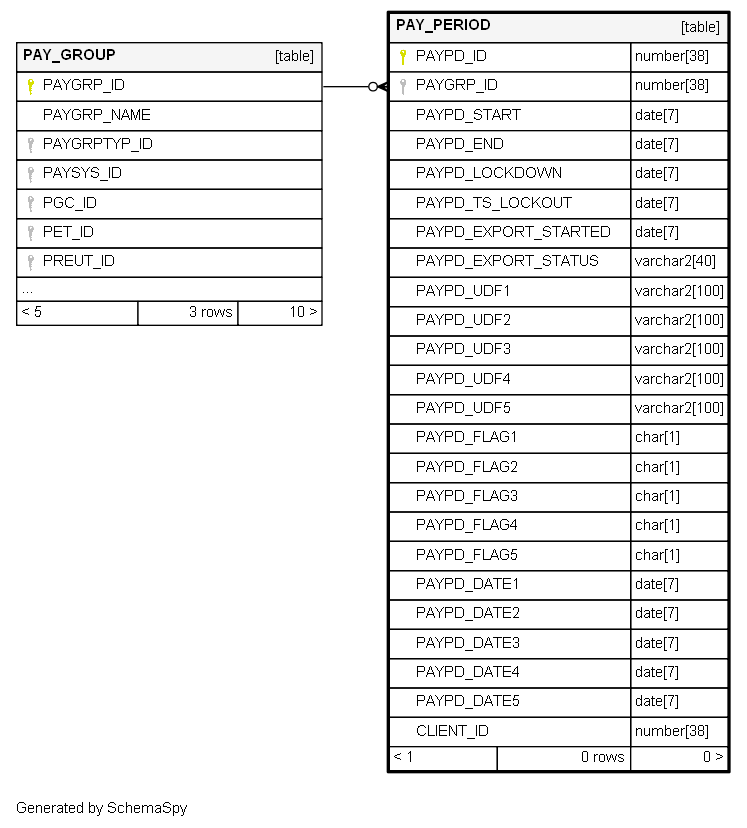 PAY_GROUP [table]
PAYGRP_ID
PAYGRP_NAME
PAYGRPTYP_ID
PAYSYS_ID
PGC_ID
PET_ID
PREUT_ID
...
< 5 3 rows 10 >
PAY_PERIOD [table]
PAYPD_ID number[38]
PAYGRP_ID number[38]
PAYPD_START date[7]
PAYPD_END date[7]
PAYPD_LOCKDOWN date[7]
PAYPD_TS_LOCKOUT date[7]
PAYPD_EXPORT_STARTED date[7]
PAYPD_EXPORT_STATUS varchar2[40]
PAYPD_UDF1 varchar2[100]
PAYPD_UDF2 varchar2[100]
PAYPD_UDF3 varchar2[100]
PAYPD_UDF4 varchar2[100]
PAYPD_UDF5 varchar2[100]
PAYPD_FLAG1 char[1]
PAYPD_FLAG2 char[1]
PAYPD_FLAG3 char[1]
PAYPD_FLAG4 char[1]
PAYPD_FLAG5 char[1]
PAYPD_DATE1 date[7]
PAYPD_DATE2 date[7]
PAYPD_DATE3 date[7]
PAYPD_DATE4 date[7]
PAYPD_DATE5 date[7]
CLIENT_ID number[38]
< 1 0 rows 0 >
Generated by SchemaSpy